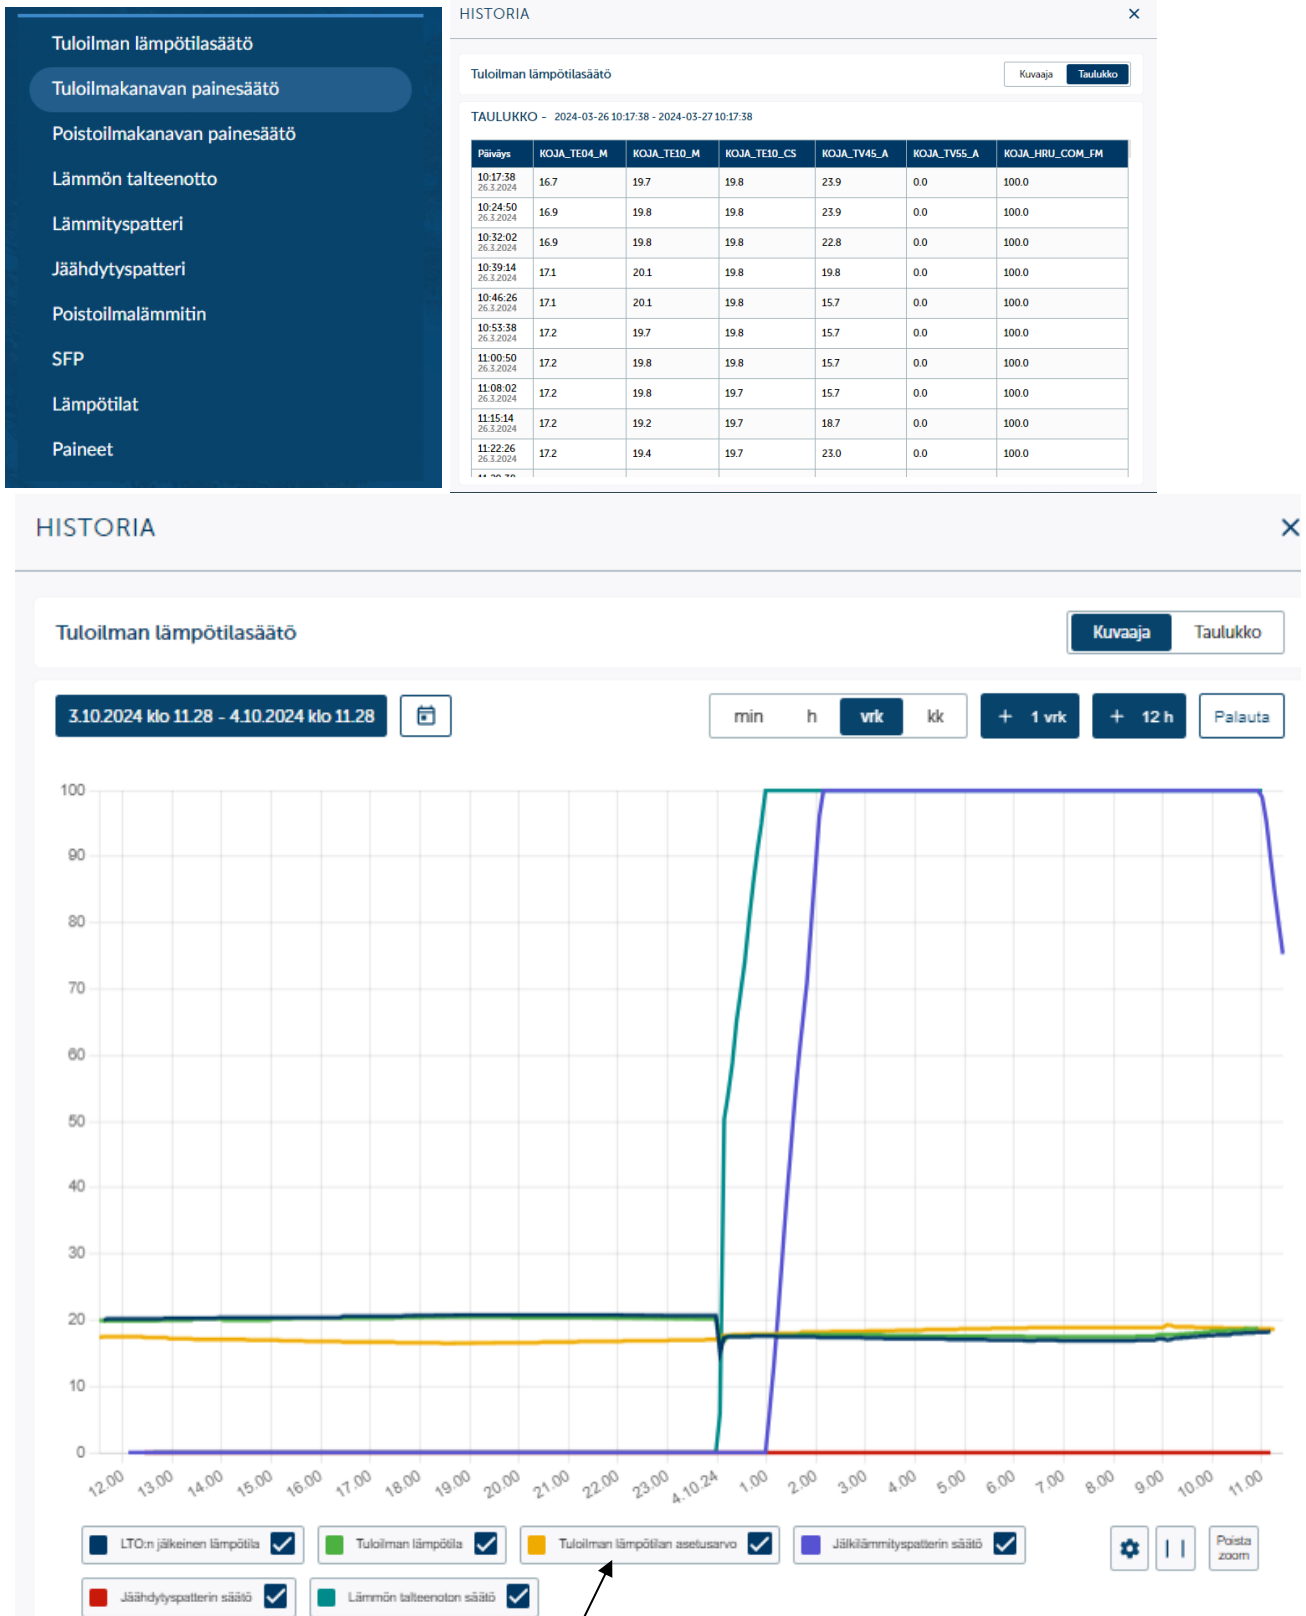 Tuloilman lämpötilasäätö
Tuloilmakanavan painesäätö
Poistoilmakanavan painesäätö
Lämmön talteenotto
Lämmityspatteri
Jäähdytyspatteri
Poistoilmalämmitin
SFP
Lämpötilat
Paineet
HISTORIA ×
Tuloilman lämpötilasäätö Kuvaaja Taulukko
TAULUKKO - 2024-03-26 10:17:38 - 2024-03-27 10:17:38
Päiväys KOJA_TE04_M KOJA_TE10_M KOJA_TE10_CS KOJA_TV45_A KOJA_TV55_A KOJA_HRU_COM_FM
10:17:38
26.3.2024 16.7 19.7 19.8 23.9 0.0 100.0
10:24:50
26.3.2024 16.9 19.8 19.8 23.9 0.0 100.0
10:32:02
26.3.2024 16.9 19.8 19.8 22.8 0.0 100.0
10:39:14
26.3.2024 17.1 20.1 19.8 19.8 0.0 100.0
10:46:26
26.3.2024 17.1 20.1 19.8 15.7 0.0 100.0
10:53:38
26.3.2024 17.2 19.7 19.8 15.7 0.0 100.0
11:00:50
26.3.2024 17.2 19.8 19.8 15.7 0.0 100.0
11:08:02
26.3.2024 17.2 19.8 19.7 15.7 0.0 100.0
11:15:14
26.3.2024 17.2 19.2 19.7 18.7 0.0 100.0
11:22:26
26.3.2024 17.2 19.4 19.7 23.0 0.0 100.0
HISTORIA ×
Tuloilman lämpötilasäätö Kuvaaja Taulukko
3.10.2024 klo 11.28 - 4.10.2024 klo 11.28 min h vrk kk + 1 vrk + 12 h Palauta
100
90
80
70
60
50
40
30
20
10
0
12.00 13.00 14.00 15.00 16.00 17.00 18.00 19.00 20.00 21.00 22.00 23.00 4.10.24 1.00 2.00 3.00 4.00 5.00 6.00 7.00 8.00 9.00 10.00 11.00
LTO:n jälkeinen lämpötila Tuloilman lämpötila Tuloilman lämpötilan asetusarvo Jälkilämmityspatterin säätö Poista
zoom
Jäähdytyspatterin säätö Lämmön talteenoton säätö